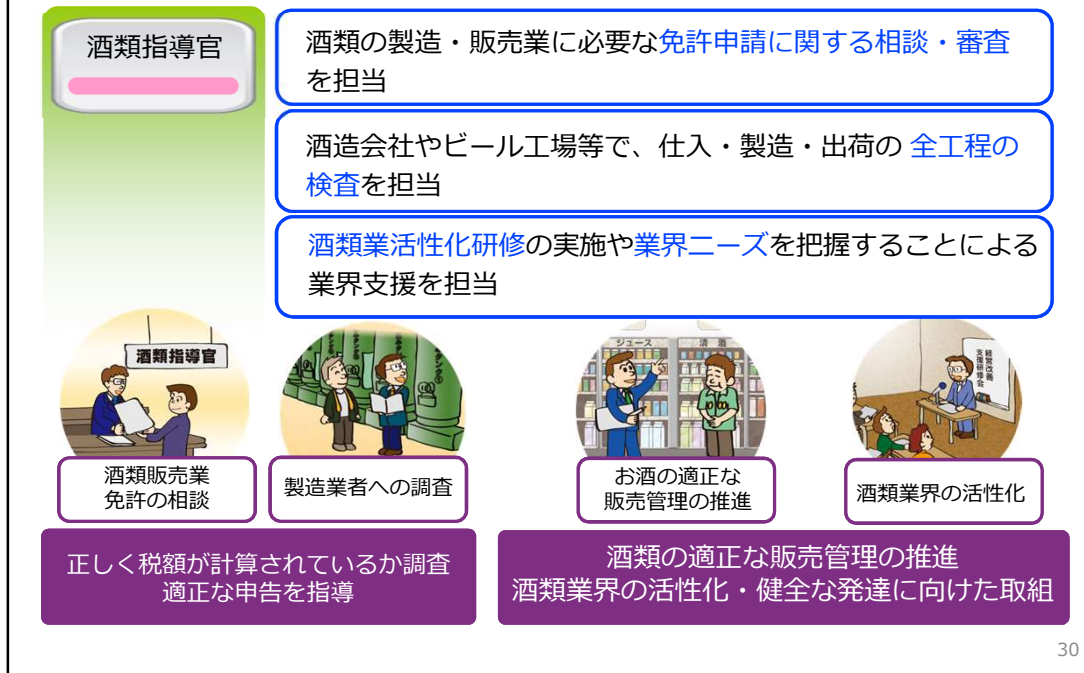 酒類指導官
酒類の製造・販売業に必要な免許申請に関する相談・審査
を担当
酒造会社やビール工場等で、仕入・製造・出荷の 全工程の
検査を担当
酒類業活性化研修の実施や業界ニーズを把握することによる
業界支援を担当
酒類指導官
ジュース
清酒
経営改善
支援研修会
酒類販売業
免許の相談
製造業者への調査
お酒の適正な
販売管理の推進
酒類業界の活性化
正しく税額が計算されているか調査
適正な申告を指導
酒類の適正な販売管理の推進
酒類業界の活性化・健全な発達に向けた取組
30